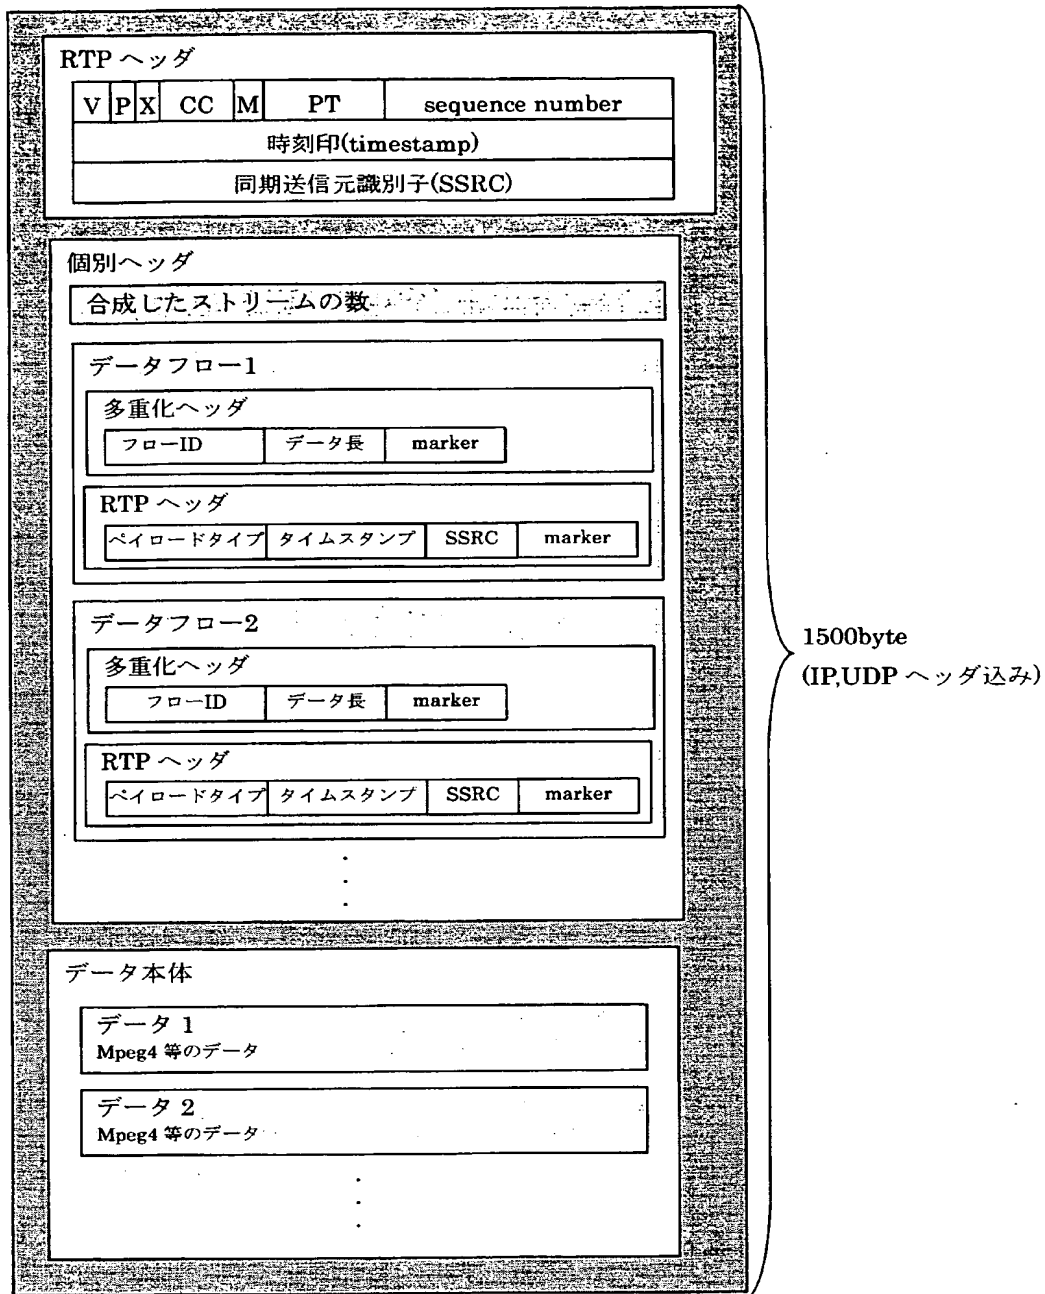 RTP ヘッダ
V P X CC M PT sequence number
時刻印(timestamp)
同期送信元識別子(SSRC)
個別ヘッダ
合成したストリームの数
データフロー1
多重化ヘッダ
フローID データ長 marker
RTP ヘッダ
ペイロードタイプ タイムスタンプ SSRC marker
データフロー2
多重化ヘッダ
フローID データ長 marker
RTP ヘッダ
ペイロードタイプ タイムスタンプ SSRC marker
データ本体
データ 1
Mpeg4 等のデータ
データ 2
Mpeg4 等のデータ
1500byte
(IP,UDP ヘッダ込み)